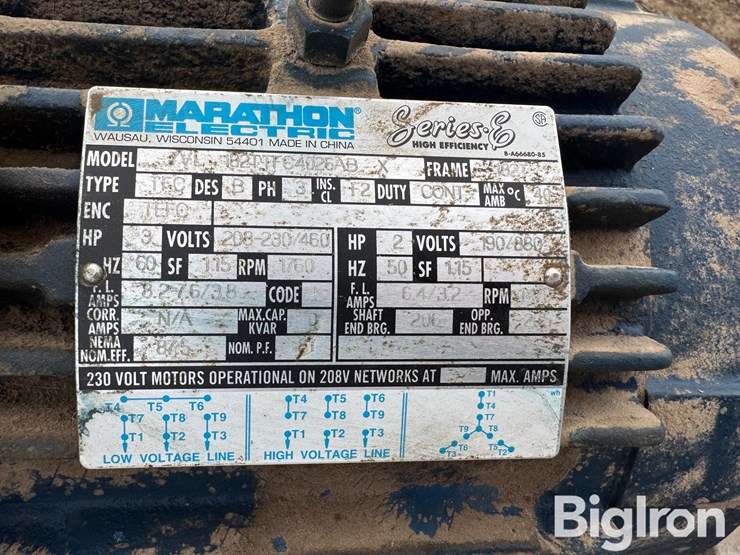 MARATHON®
ELECTRIC
WAUSAU, WISCONSIN 54401 MADE IN CHINA
Series-E
HIGH EFFICIENCY
B-A66680-85
MODEL X FRAME
TYPE DES B PH 3 INS. CL F2 DUTY CONT MAX AMB °C 40
ENC TEFC
HP 3 VOLTS 208-230/460
HZ 60 SF 1.15 RPM 1760
F. L. AMPS 8.2-7.6/3.8 CODE
CORR. AMPS N/A MAX.CAP. KVAR
NEMA NOM.EFF. NOM. P.F.
HP 2 VOLTS 190/380
HZ 50 SF 1.15
F. L. AMPS 6.4/3.2 RPM
SHAFT END BRG. 206 OPP. END BRG.
230 VOLT MOTORS OPERATIONAL ON 208V NETWORKS AT MAX. AMPS
T4 T5 T6
T7 T8 T9
T1 T2 T3
LOW VOLTAGE LINE
T4 T5 T6
T7 T8 T9
T1 T2 T3
HIGH VOLTAGE LINE
wh
T1
T4
T7
T9 T8
T6 T5
T3 T2
BigIron